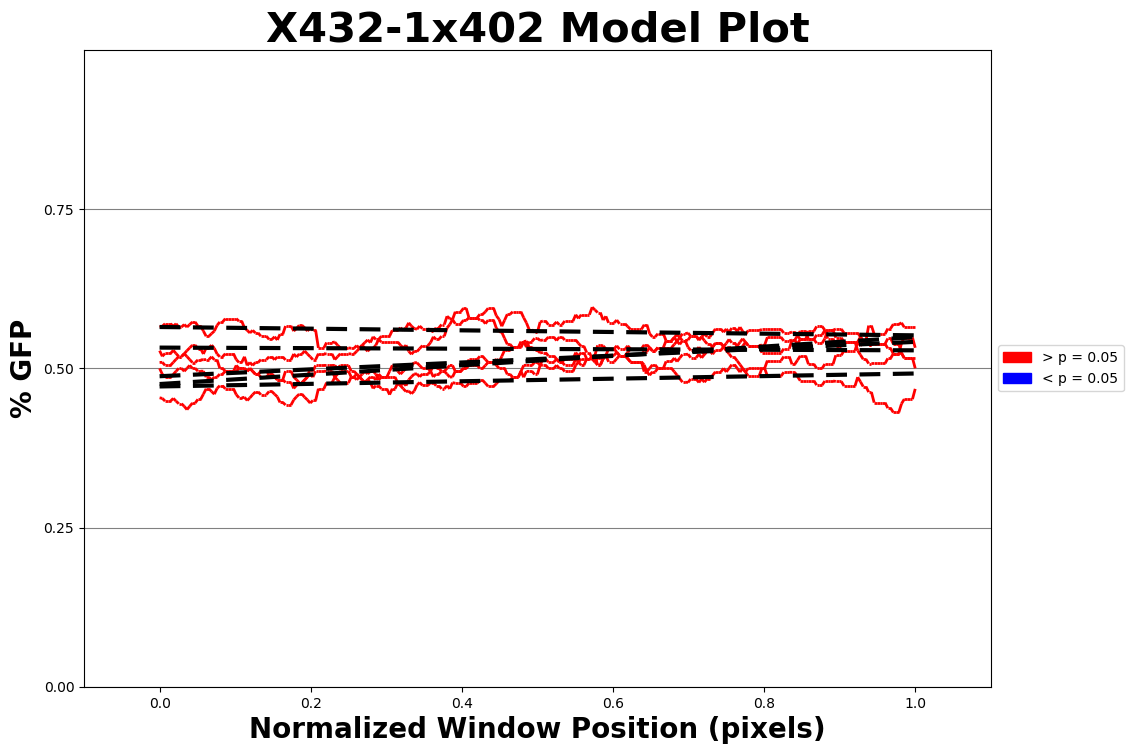 X432-1x402 Model Plot
% GFP
0.75
0.50
0.25
0.00
0.0 0.2 0.4 0.6 0.8 1.0
Normalized Window Position (pixels)
> p = 0.05
< p = 0.05